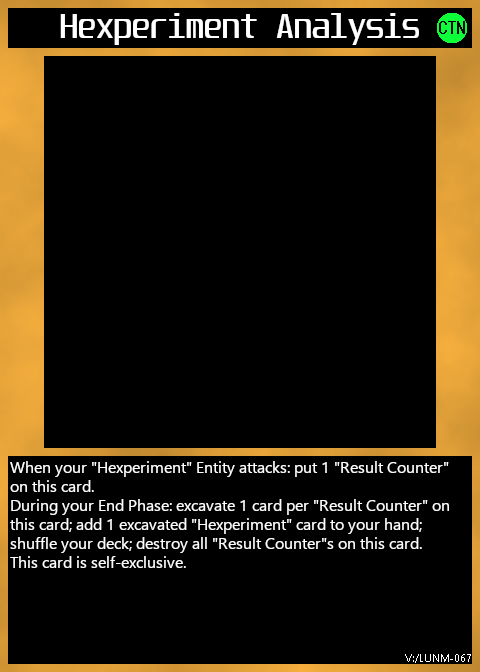 Hexperiment Analysis
CTN
When your "Hexperiment" Entity attacks: put 1 "Result Counter"
on this card.
During your End Phase: excavate 1 card per "Result Counter" on
this card; add 1 excavated "Hexperiment" card to your hand;
shuffle your deck; destroy all "Result Counter"s on this card.
This card is self-exclusive.
V:/LUNM-067